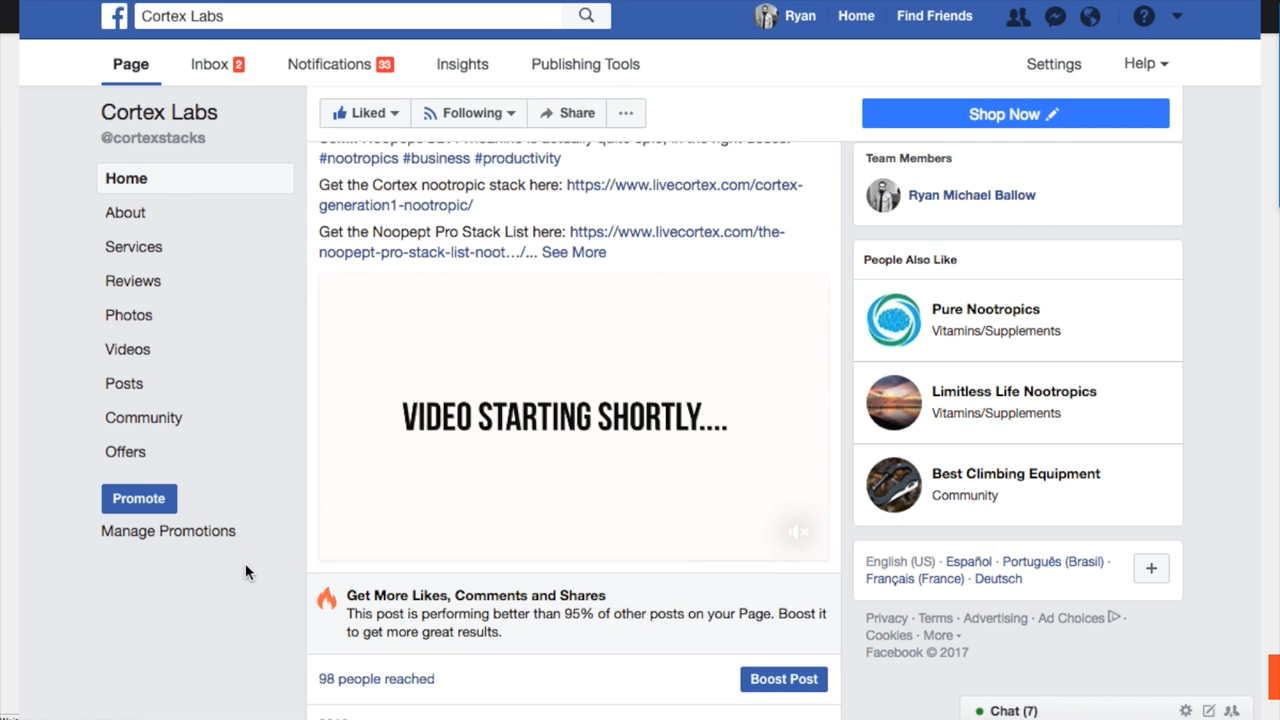 Cortex Labs
Ryan Home Find Friends
Page Inbox 2 Notifications 33 Insights Publishing Tools Settings Help
Cortex Labs
@cortexstacks
Home
About
Services
Reviews
Photos
Videos
Posts
Community
Offers
Promote
Manage Promotions
Liked Following Share ...
Shop Now
#nootropics #business #productivity
Get the Cortex nootropic stack here: https://www.livecortex.com/cortex-
generation1-nootropic/
Get the Noopept Pro Stack List here: https://www.livecortex.com/the-
noopept-pro-stack-list-noot…/... See More
VIDEO STARTING SHORTLY....
Get More Likes, Comments and Shares
This post is performing better than 95% of other posts on your Page. Boost it
to get more great results.
98 people reached
Boost Post
Team Members
Ryan Michael Ballow
People Also Like
Pure Nootropics
Vitamins/Supplements
Limitless Life Nootropics
Vitamins/Supplements
Best Climbing Equipment
Community
English (US) · Español · Português (Brasil) ·
Français (France) · Deutsch
Privacy · Terms · Advertising · Ad Choices ·
Cookies · More
Facebook © 2017
Chat (7)